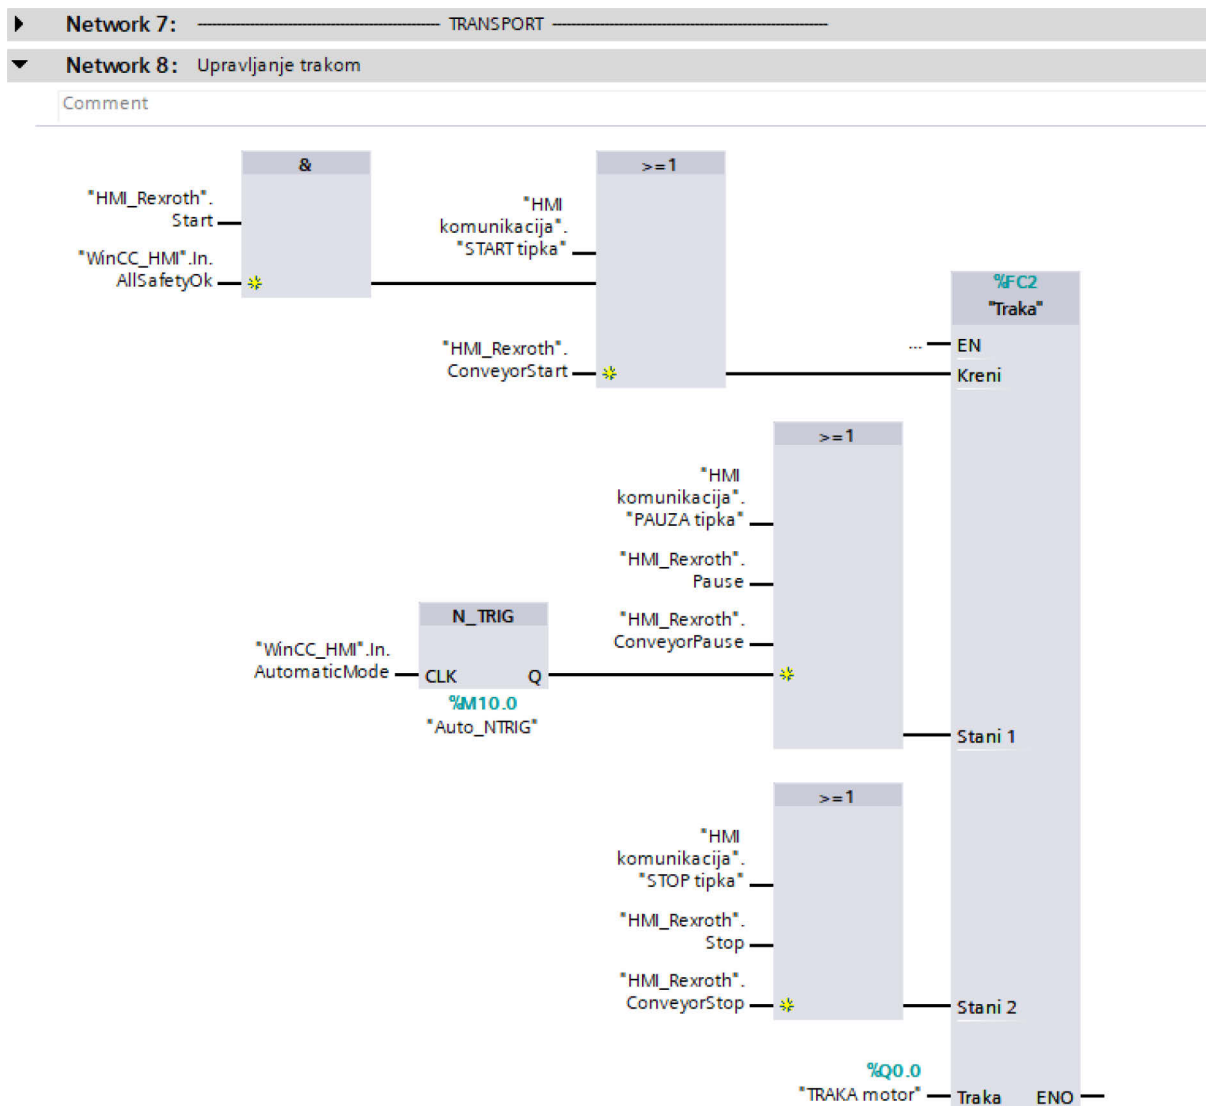 Network 7: ---------------------------------------- TRANSPORT ----------------------------------------
Network 8: Upravljanje trakom
Comment
&
"HMI_Rexroth".
Start
"WinCC_HMI".In.
AllSafetyOk
>=1
"HMI
komunikacija".
"START tipka"
"HMI_Rexroth".
ConveyorStart
%FC2
"Traka"
... EN
Kreni
>=1
"HMI
komunikacija".
"PAUZA tipka"
"HMI_Rexroth".
Pause
"HMI_Rexroth".
ConveyorPause
N_TRIG
"WinCC_HMI".In.
AutomaticMode
CLK Q
%M10.0
"Auto_NTRIG"
Stani 1
>=1
"HMI
komunikacija".
"STOP tipka"
"HMI_Rexroth".
Stop
"HMI_Rexroth".
ConveyorStop
Stani 2
%Q0.0
"TRAKA motor"
Traka ENO